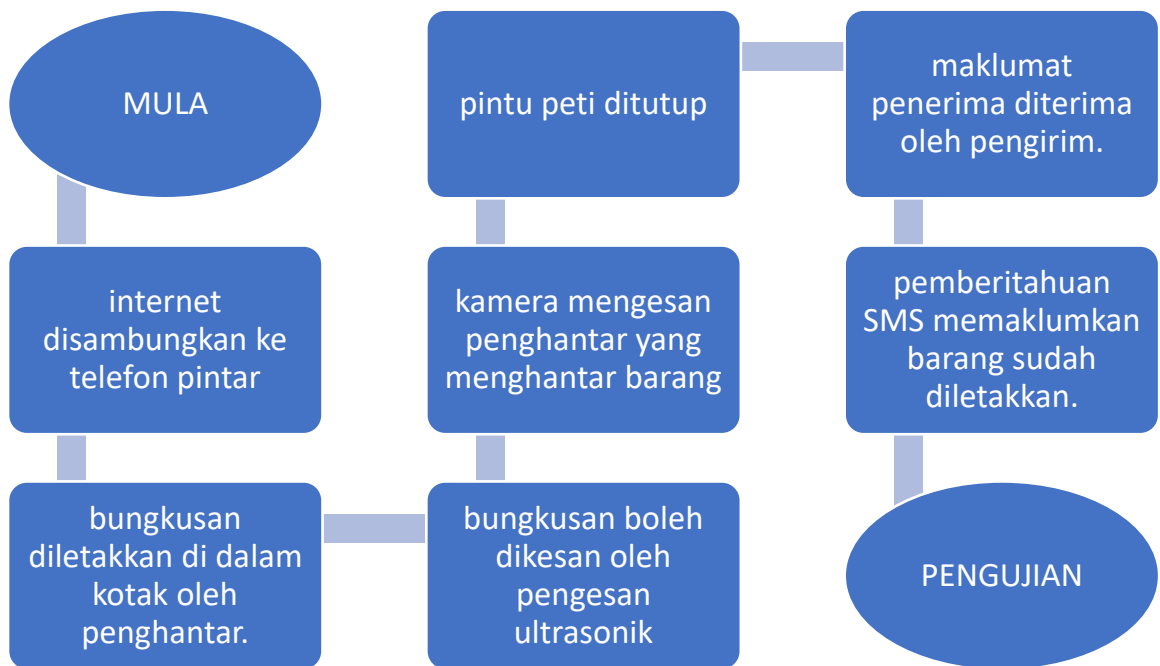 MULA
internet
disambungkan ke
telefon pintar
bungkusan
diletakkan di dalam
kotak oleh
penghantar.
bungkusan boleh
dikesan oleh
pengesan
ultrasonik
kamera mengesan
penghantar yang
menghantar barang
pintu peti ditutup
maklumat
penerima diterima
oleh pengirim.
pemberitahuan
SMS memaklumkan
barang sudah
diletakkan.
PENGUJIAN